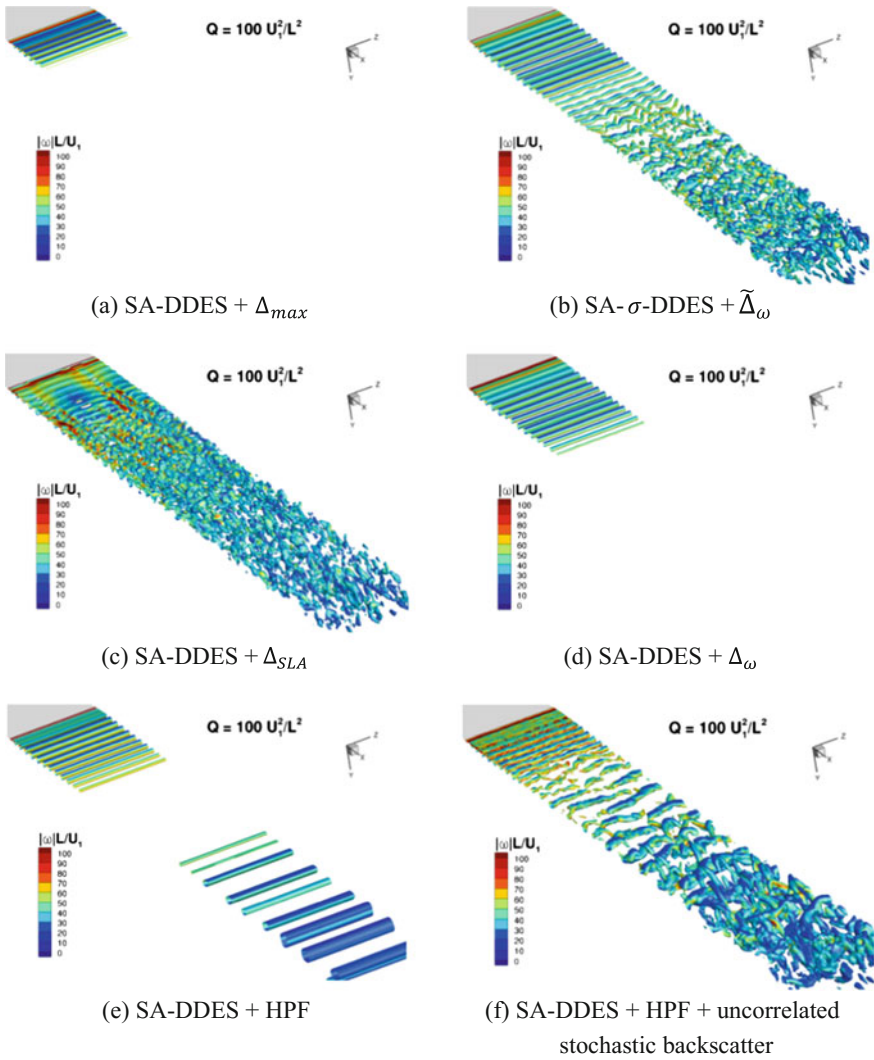 Q = 100 U₁²/L²
Z
X
Y
|ω|L/U₁
100
90
80
70
60
50
40
30
20
10
0
(a) SA-DDES + Δₘₐₓ
Q = 100 U₁²/L²
Z
X
Y
|ω|L/U₁
100
90
80
70
60
50
40
30
20
10
0
(b) SA-σ-DDES + Δ̃_ω
Q = 100 U₁²/L²
Z
X
Y
|ω|L/U₁
100
90
80
70
60
50
40
30
20
10
0
(c) SA-DDES + Δ_SLA
Q = 100 U₁²/L²
Z
X
Y
|ω|L/U₁
100
90
80
70
60
50
40
30
20
10
0
(d) SA-DDES + Δ_ω
Q = 100 U₁²/L²
Z
X
Y
|ω|L/U₁
100
90
80
70
60
50
40
30
20
10
0
(e) SA-DDES + HPF
Q = 100 U₁²/L²
Z
X
Y
|ω|L/U₁
100
90
80
70
60
50
40
30
20
10
0
(f) SA-DDES + HPF + uncorrelated
stochastic backscatter